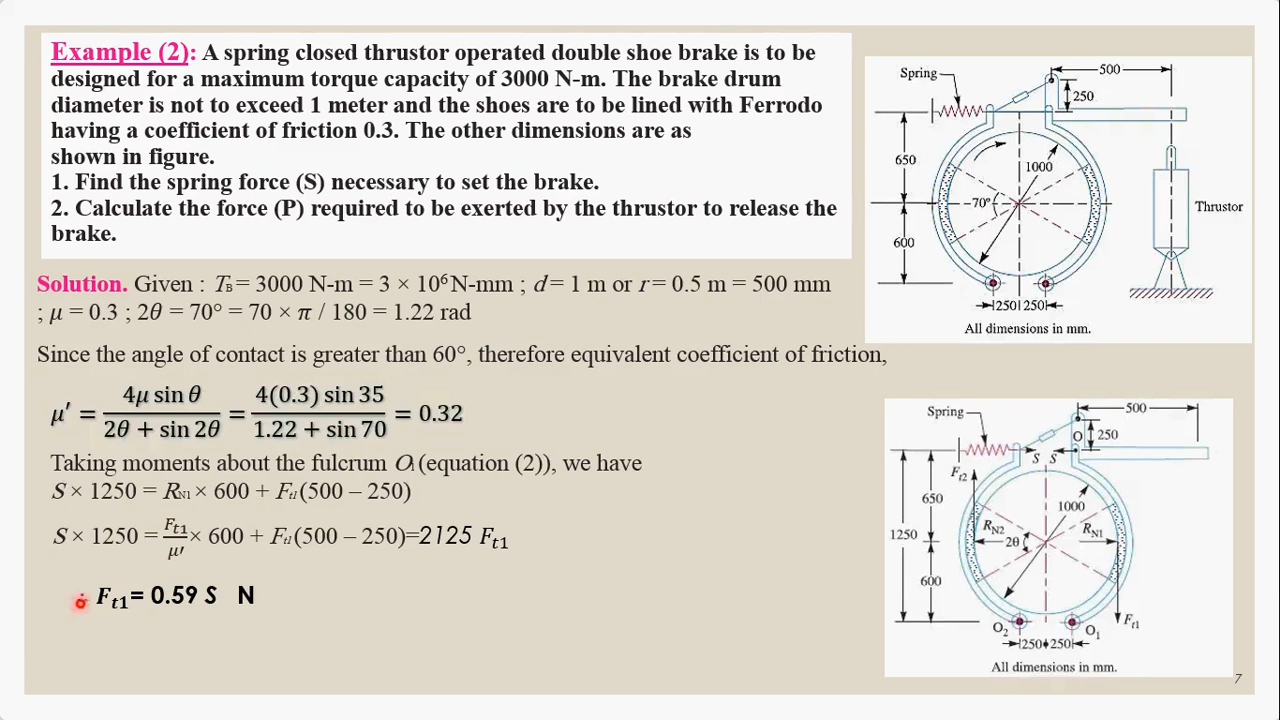 Example (2): A spring closed thrustor operated double shoe brake is to be
designed for a maximum torque capacity of 3000 N-m. The brake drum
diameter is not to exceed 1 meter and the shoes are to be lined with Ferrodo
having a coefficient of friction 0.3. The other dimensions are as
shown in figure.
1. Find the spring force (S) necessary to set the brake.
2. Calculate the force (P) required to be exerted by the thrustor to release the
brake.
Spring
500
250
650
1000
70°
Thrustor
600
250 250
All dimensions in mm.
Solution. Given : TB = 3000 N-m = 3 × 10⁶ N-mm ; d = 1 m or r = 0.5 m = 500 mm
; μ = 0.3 ; 2θ = 70° = 70 × π / 180 = 1.22 rad
Since the angle of contact is greater than 60°, therefore equivalent coefficient of friction,
μ′ = 4μ sin θ / 2θ + sin 2θ = 4(0.3) sin 35 / 1.22 + sin 70 = 0.32
Taking moments about the fulcrum O1 (equation (2)), we have
S × 1250 = RN1 × 600 + Ft1 (500 – 250)
S × 1250 = Ft1/μ′ × 600 + Ft1 (500 – 250)=2125 Ft1
Ft1= 0.59 S N
Spring
500
O
250
S S
Ft2
650
1000
1250
RN2
RN1
2θ
600
Ft1
O2
O1
250 250
All dimensions in mm.
7